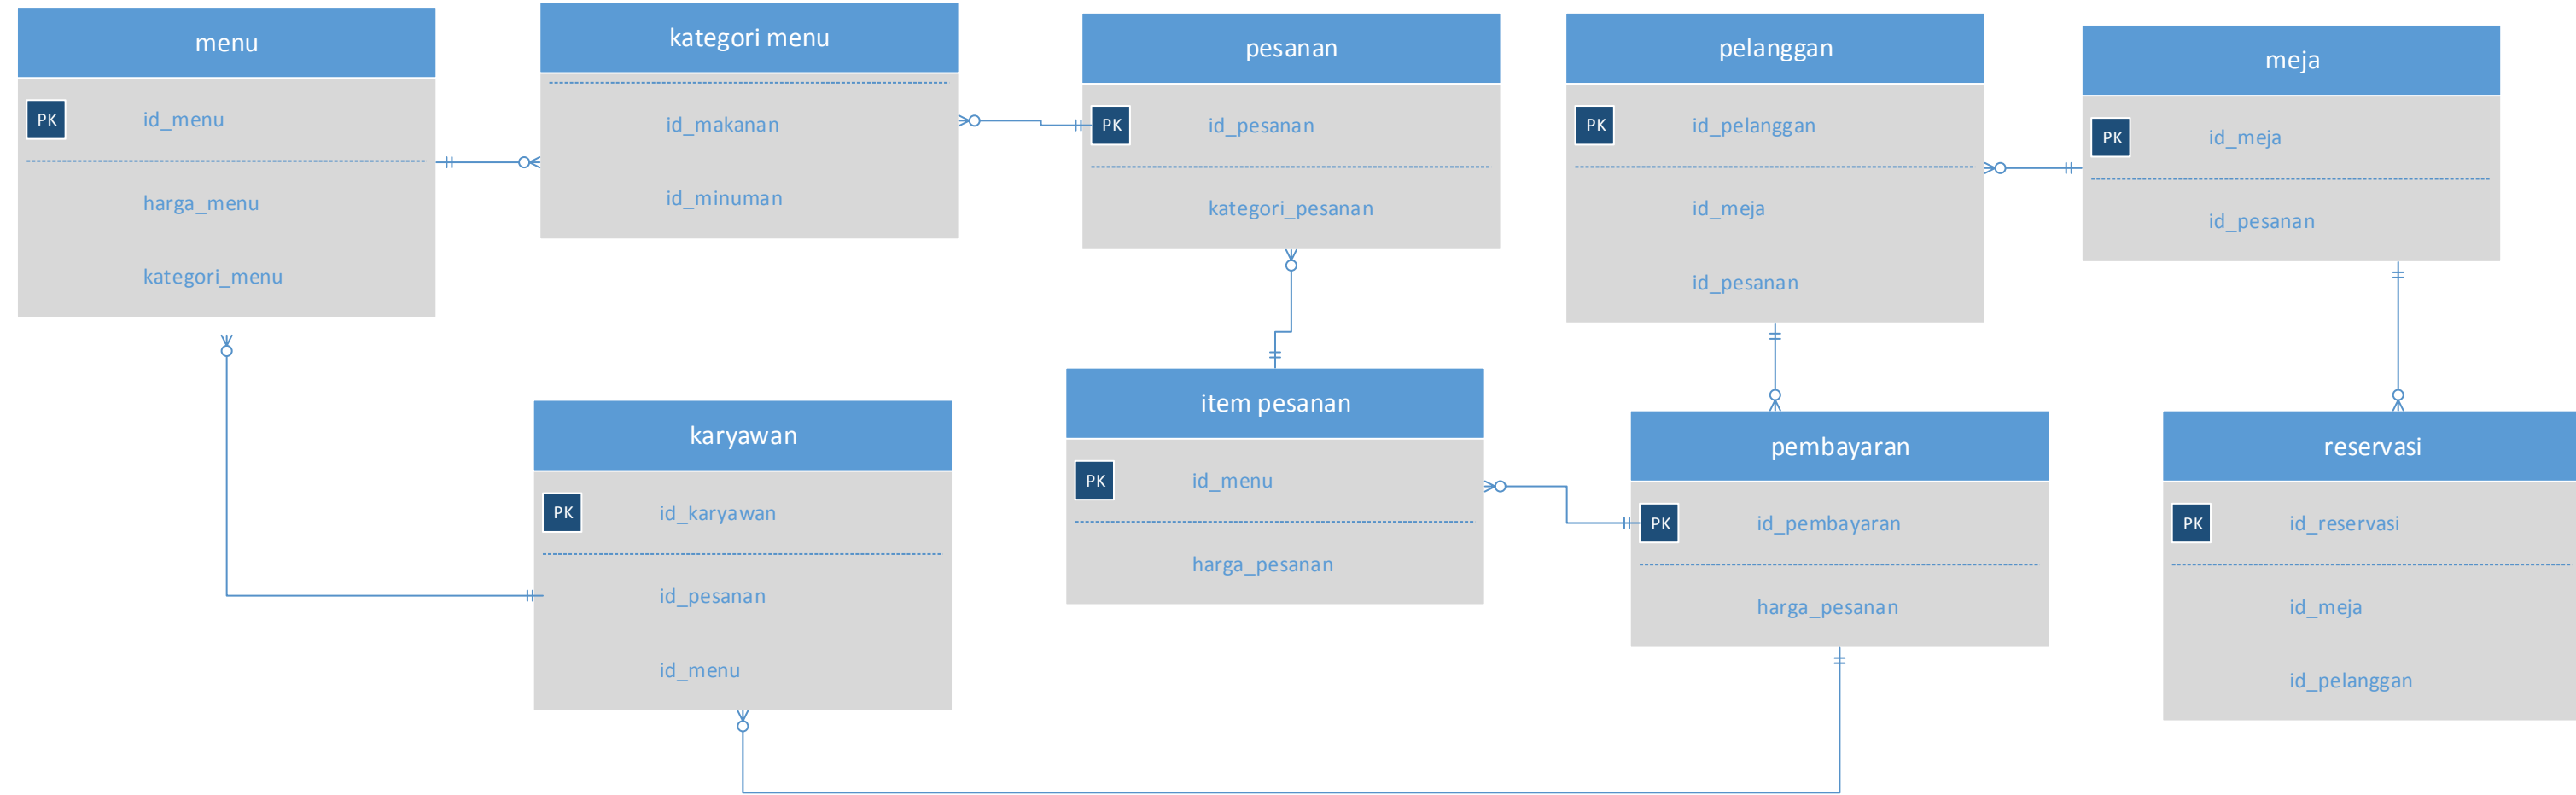 menu
PK id_menu
harga_menu
kategori_menu
kategori menu
id_makanan
id_minuman
pesanan
PK id_pesanan
kategori_pesanan
pelanggan
PK id_pelanggan
id_meja
id_pesanan
meja
PK id_meja
id_pesanan
karyawan
PK id_karyawan
id_pesanan
id_menu
item pesanan
PK id_menu
harga_pesanan
pembayaran
PK id_pembayaran
harga_pesanan
reservasi
PK id_reservasi
id_meja
id_pelanggan